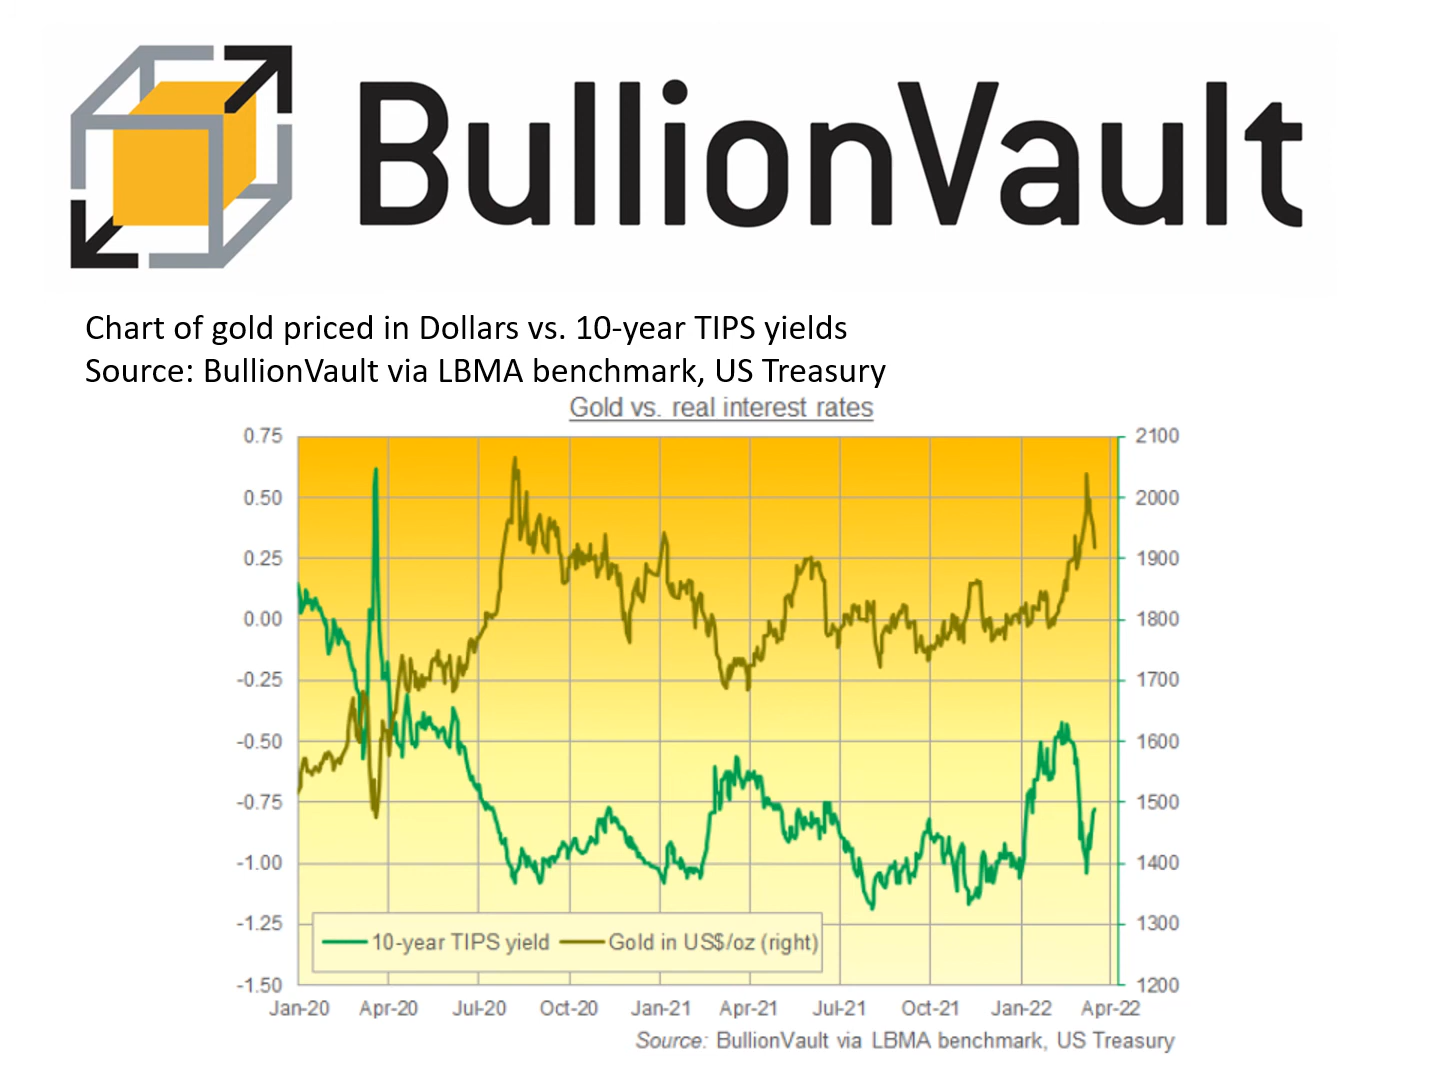 BullionVault
Chart of gold priced in Dollars vs. 10-year TIPS yields
Source: BullionVault via LBMA benchmark, US Treasury
Gold vs. real interest rates
0.75 2100
0.50 2000
0.25 1900
0.00 1800
-0.25 1700
-0.50 1600
-0.75 1500
-1.00 1400
-1.25 1300
10-year TIPS yield Gold in US$/oz (right)
-1.50 1200
Jan-20 Apr-20 Jul-20 Oct-20 Jan-21 Apr-21 Jul-21 Oct-21 Jan-22 Apr-22
Source: BullionVault via LBMA benchmark, US Treasury